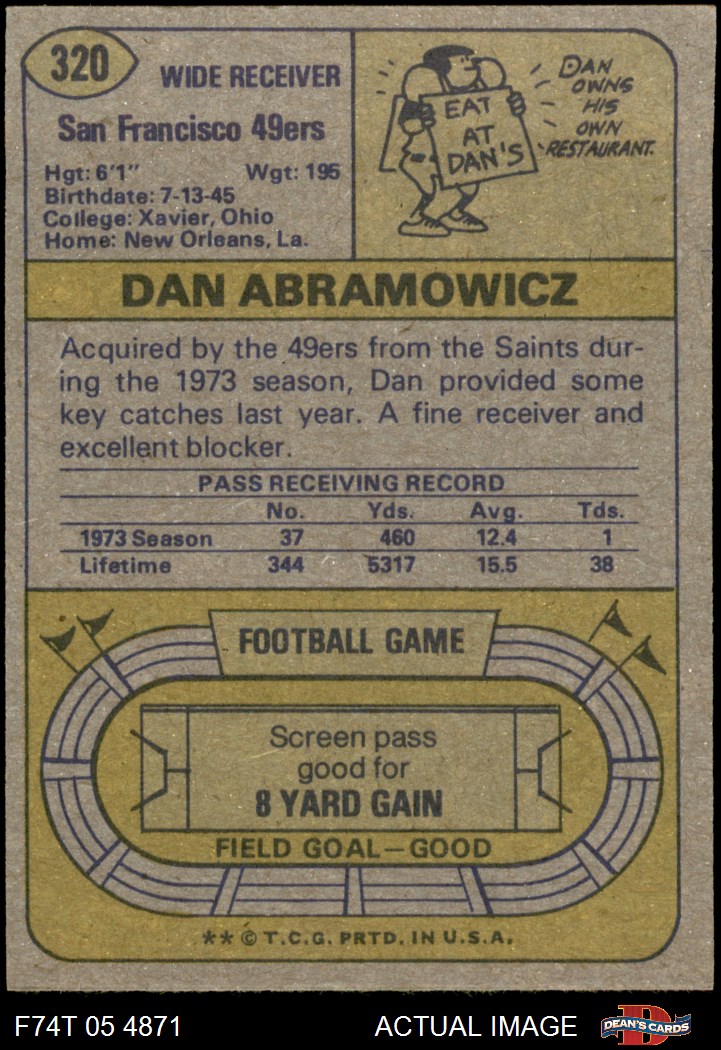 320
WIDE RECEIVER
San Francisco 49ers
Hgt: 6'1" Wgt: 195
Birthdate: 7-13-45
College: Xavier, Ohio
Home: New Orleans, La.
EAT
AT
DAN'S
DAN
OWNS
HIS
OWN
RESTAURANT.
DAN ABRAMOWICZ
Acquired by the 49ers from the Saints dur-
ing the 1973 season, Dan provided some
key catches last year. A fine receiver and
excellent blocker.
PASS RECEIVING RECORD
No. Yds. Avg. Tds.
1973 Season 37 460 12.4 1
Lifetime 344 5317 15.5 38
FOOTBALL GAME
Screen pass
good for
8 YARD GAIN
FIELD GOAL—GOOD
** © T.C.G. PRTD. IN U.S.A.
F74T 05 4871 ACTUAL IMAGE
D
DEAN'S CARDS